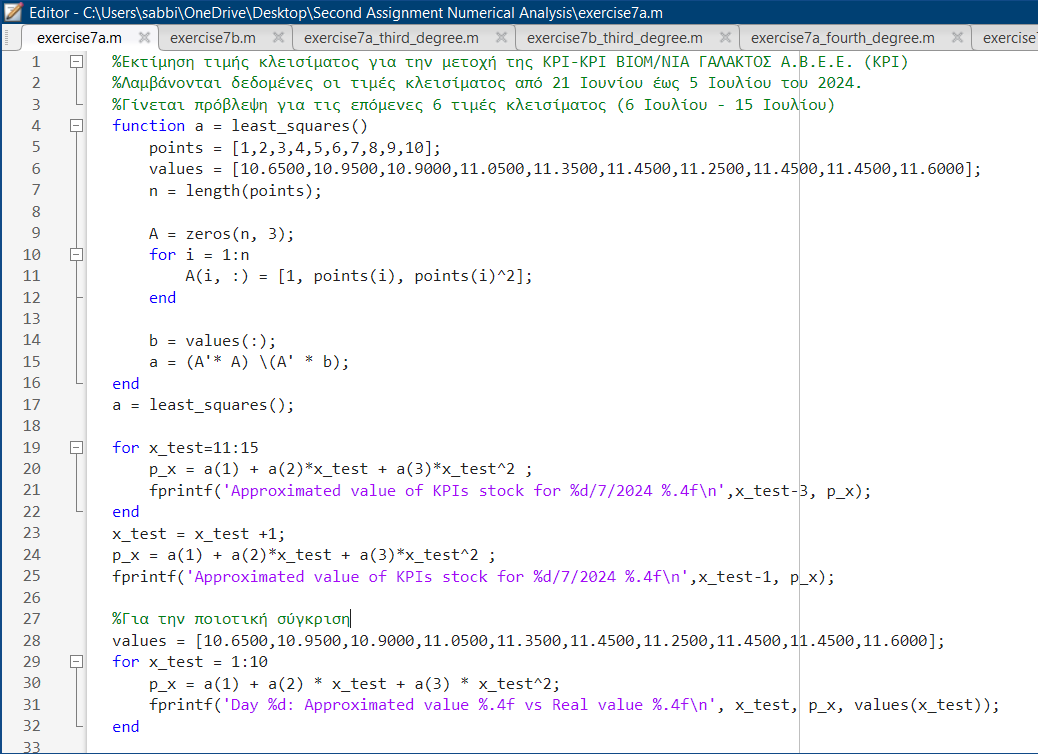 Editor - C:\Users\sabbi\OneDrive\Desktop\Second Assignment Numerical Analysis\exercise7a.m
exercise7a.m exercise7b.m exercise7a_third_degree.m exercise7b_third_degree.m exercise7a_fourth_degree.m exercise
1 %Εκτίμηση τιμής κλεισίματος για την μετοχή της ΚΡΙ-ΚΡΙ ΒΙΟΜ/ΝΙΑ ΓΑΛΑΚΤΟΣ Α.Β.Ε.Ε. (ΚΡΙ)
2 %Λαμβάνονται δεδομένες οι τιμές κλεισίματος από 21 Ιουνίου έως 5 Ιουλίου του 2024.
3 %Γίνεται πρόβλεψη για τις επόμενες 6 τιμές κλεισίματος (6 Ιουλίου - 15 Ιουλίου)
4 function a = least_squares()
5 points = [1,2,3,4,5,6,7,8,9,10];
6 values = [10.6500,10.9500,10.9000,11.0500,11.3500,11.4500,11.2500,11.4500,11.4500,11.6000];
7 n = length(points);
8
9 A = zeros(n, 3);
10 for i = 1:n
11 A(i, :) = [1, points(i), points(i)^2];
12 end
13
14 b = values(:);
15 a = (A'* A) \(A' * b);
16 end
17 a = least_squares();
18
19 for x_test=11:15
20 p_x = a(1) + a(2)*x_test + a(3)*x_test^2 ;
21 fprintf('Approximated value of KPIs stock for %d/7/2024 %.4f\n',x_test-3, p_x);
22 end
23 x_test = x_test +1;
24 p_x = a(1) + a(2)*x_test + a(3)*x_test^2 ;
25 fprintf('Approximated value of KPIs stock for %d/7/2024 %.4f\n',x_test-1, p_x);
26
27 %Για την ποιοτική σύγκριση
28 values = [10.6500,10.9500,10.9000,11.0500,11.3500,11.4500,11.2500,11.4500,11.4500,11.6000];
29 for x_test = 1:10
30 p_x = a(1) + a(2) * x_test + a(3) * x_test^2;
31 fprintf('Day %d: Approximated value %.4f vs Real value %.4f\n', x_test, p_x, values(x_test));
32 end
33